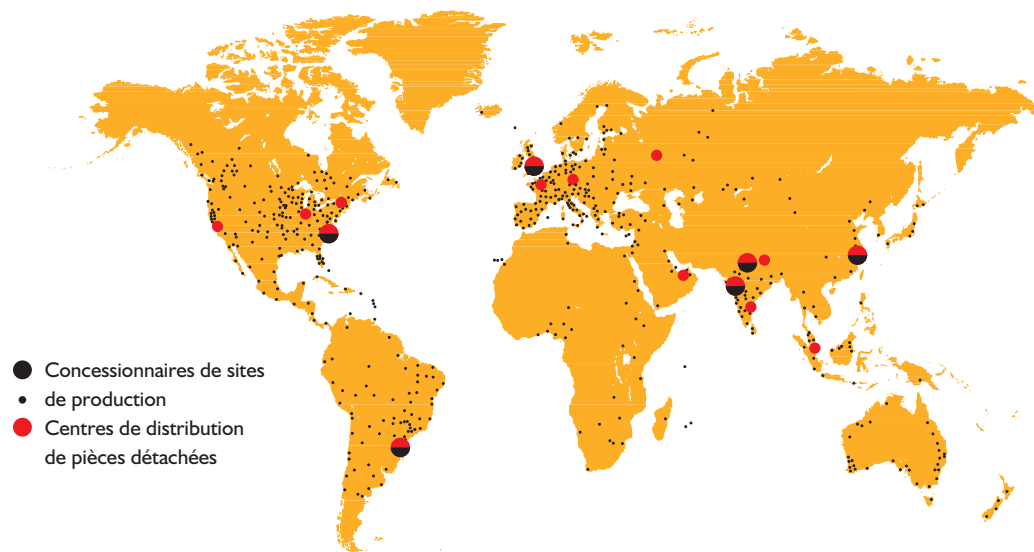 Concessionnaires de sites
de production
Centres de distribution
de pièces détachées